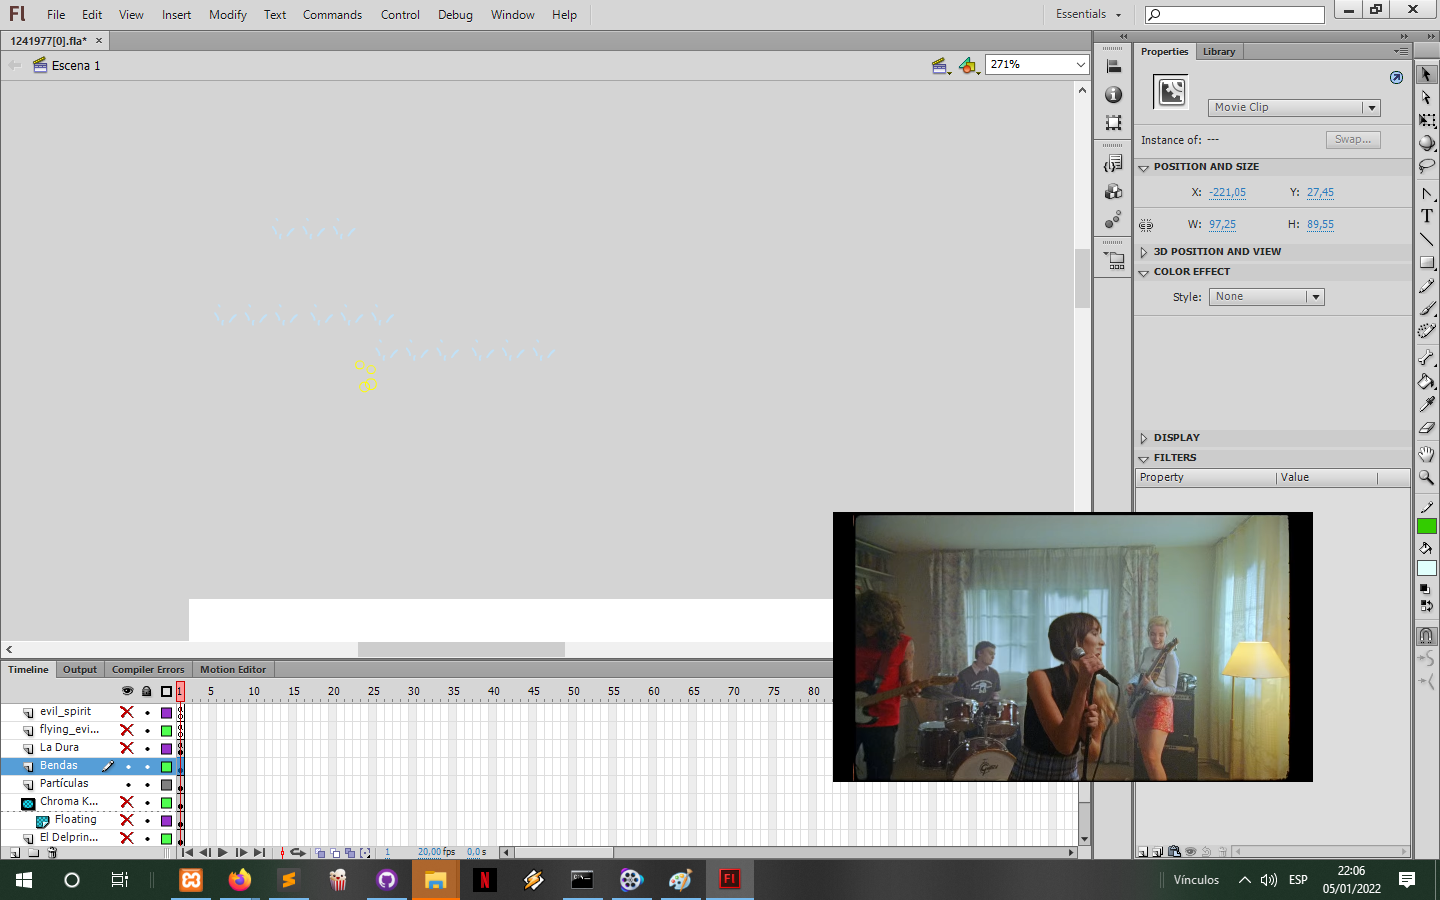 Fl File Edit View Insert Modify Text Commands Control Debug Window Help Essentials
1241977[0].fla* ×
Escena 1 271%
Properties Library
Movie Clip
Instance of: --- Swap...
POSITION AND SIZE
X: -221,05 Y: 27,45
W: 97,25 H: 89,55
3D POSITION AND VIEW
COLOR EFFECT
Style: None
DISPLAY
FILTERS
Property Value
Timeline Output Compiler Errors Motion Editor
1 5 10 15 20 25 30 35 40 45 50 55 60 65 70 75 80
evil_spirit
flying_evi...
La Dura
Bendas
Partículas
Chroma K...
Floating
El Delprin...
1 20,00 fps 0,0 s
Vínculos ESP 22:06
05/01/2022